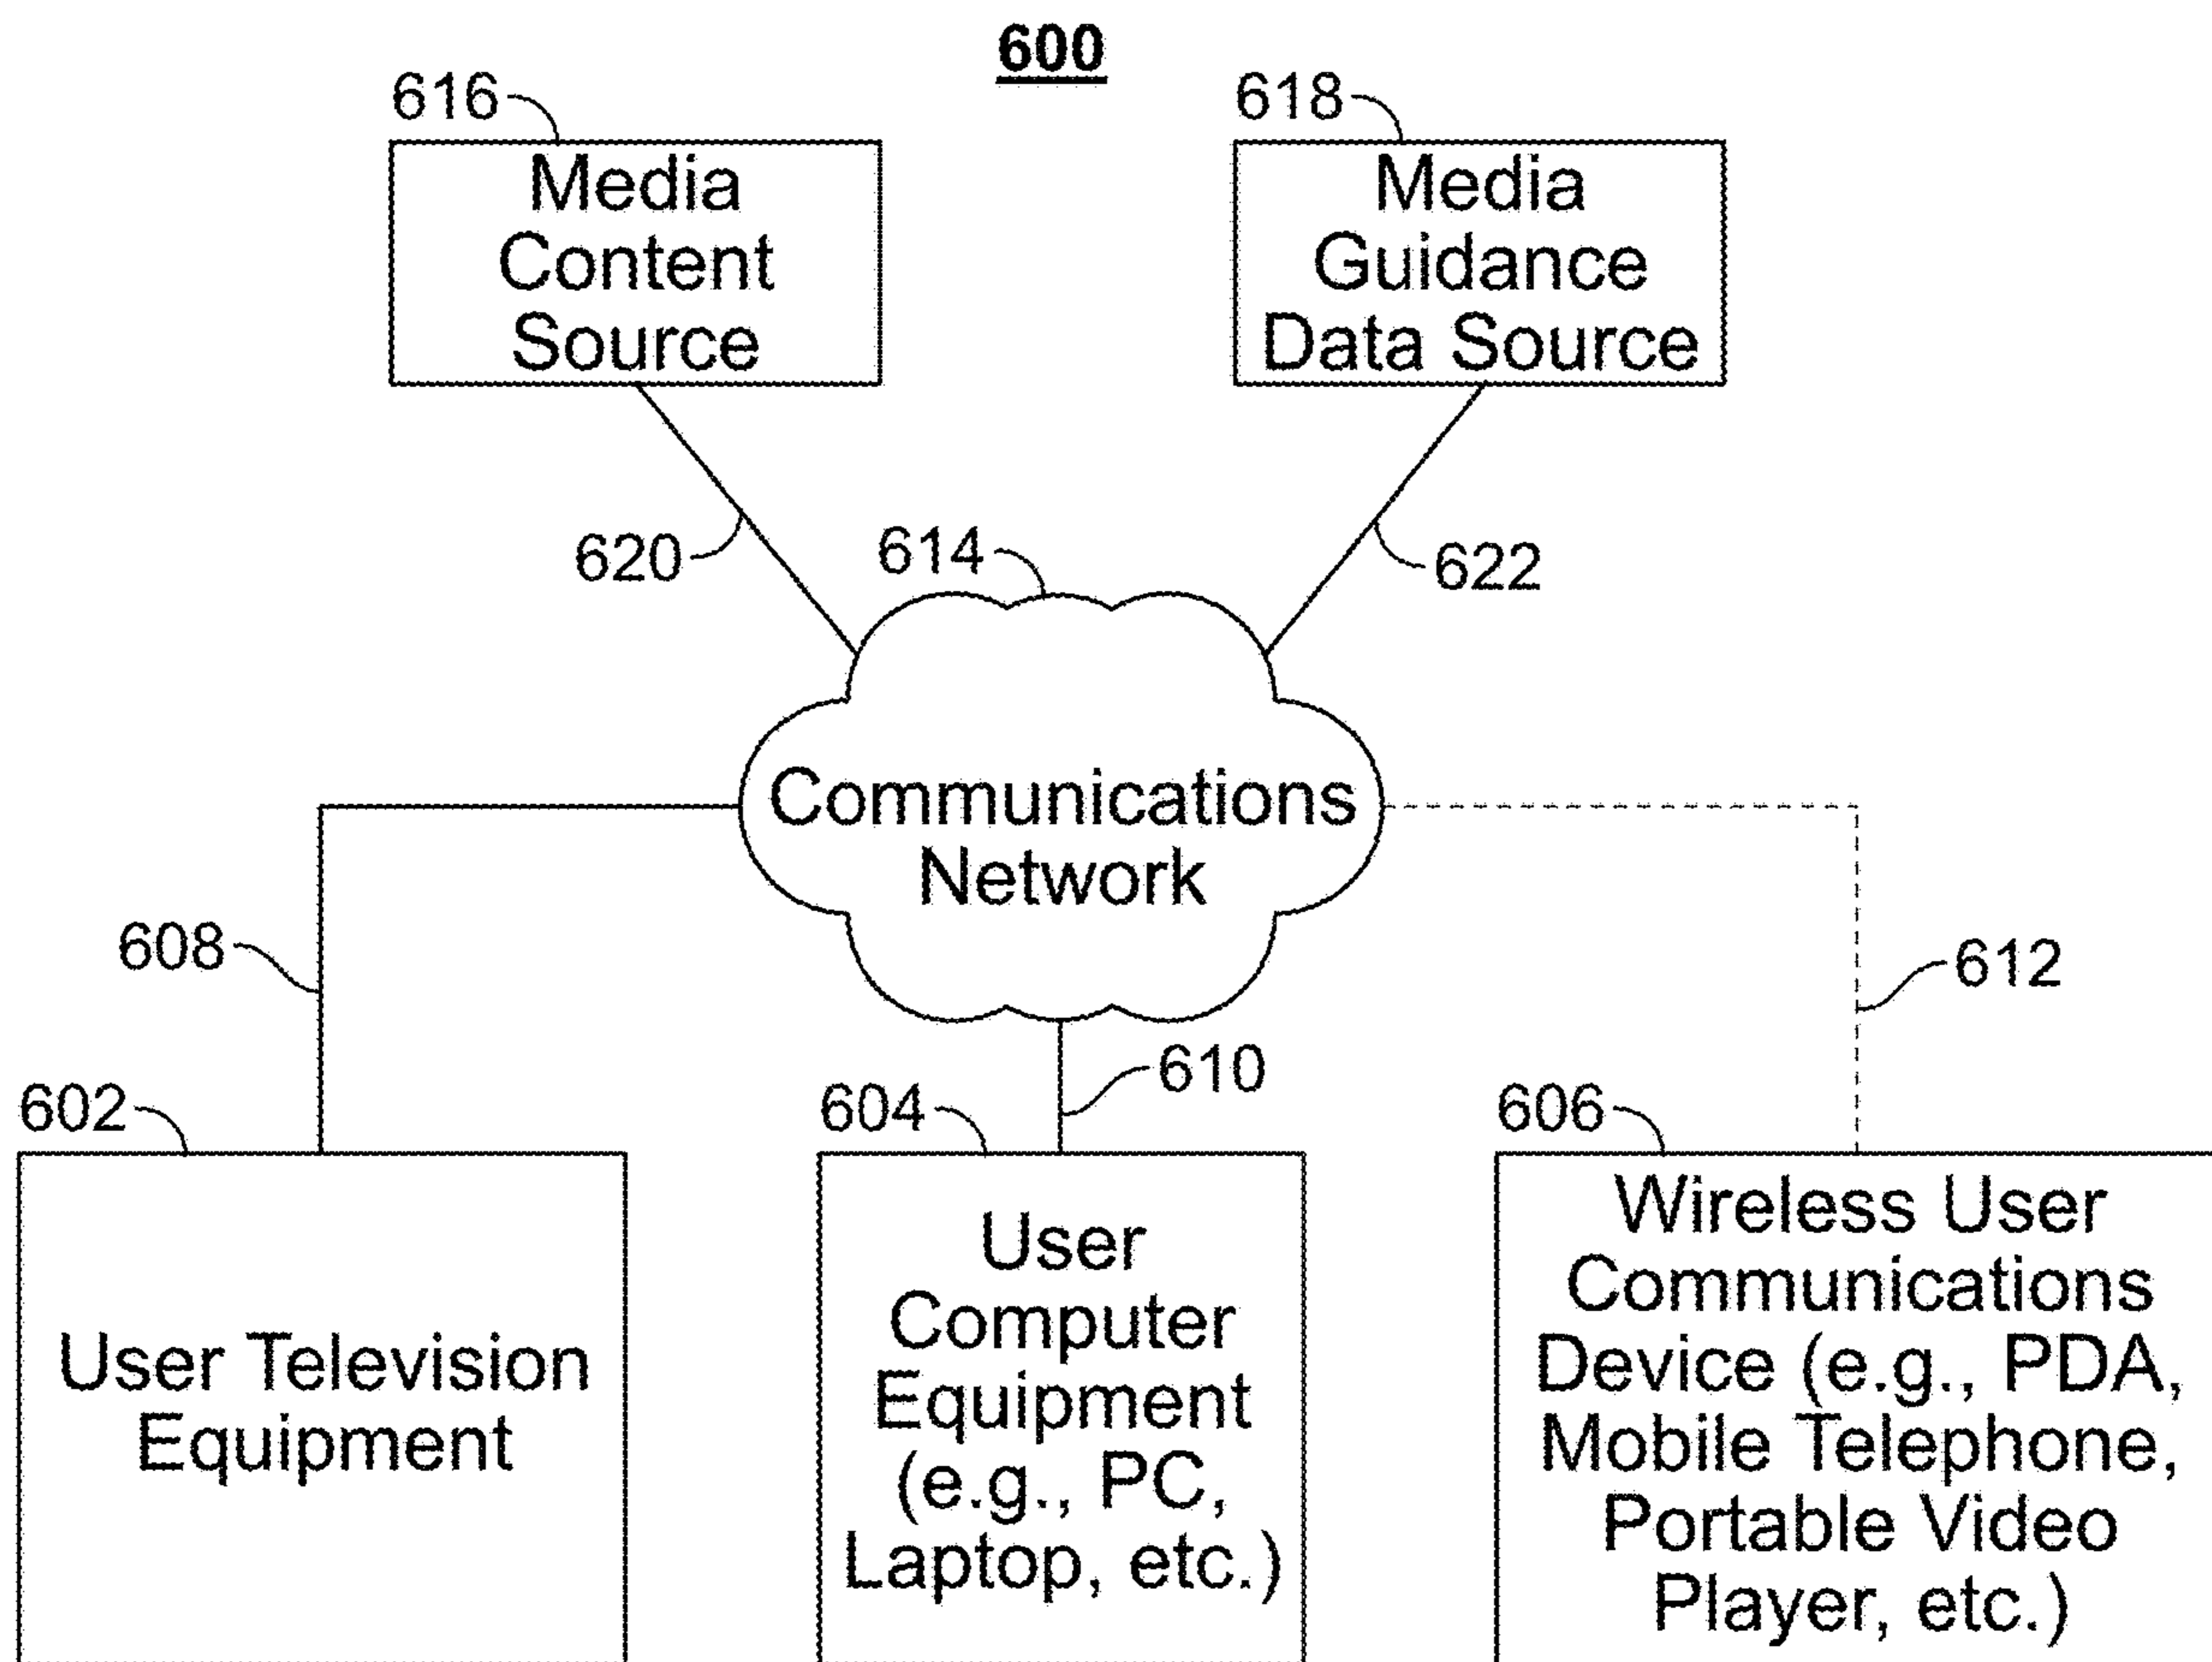 600
616
618
Media
Content
Source
Media
Guidance
Data Source
620
614
622
Communications
Network
608
612
610
602
604
606
User Television
Equipment
User
Computer
Equipment
(e.g., PC,
Laptop, etc.)
Wireless User
Communications
Device (e.g., PDA,
Mobile Telephone,
Portable Video
Player, etc.)